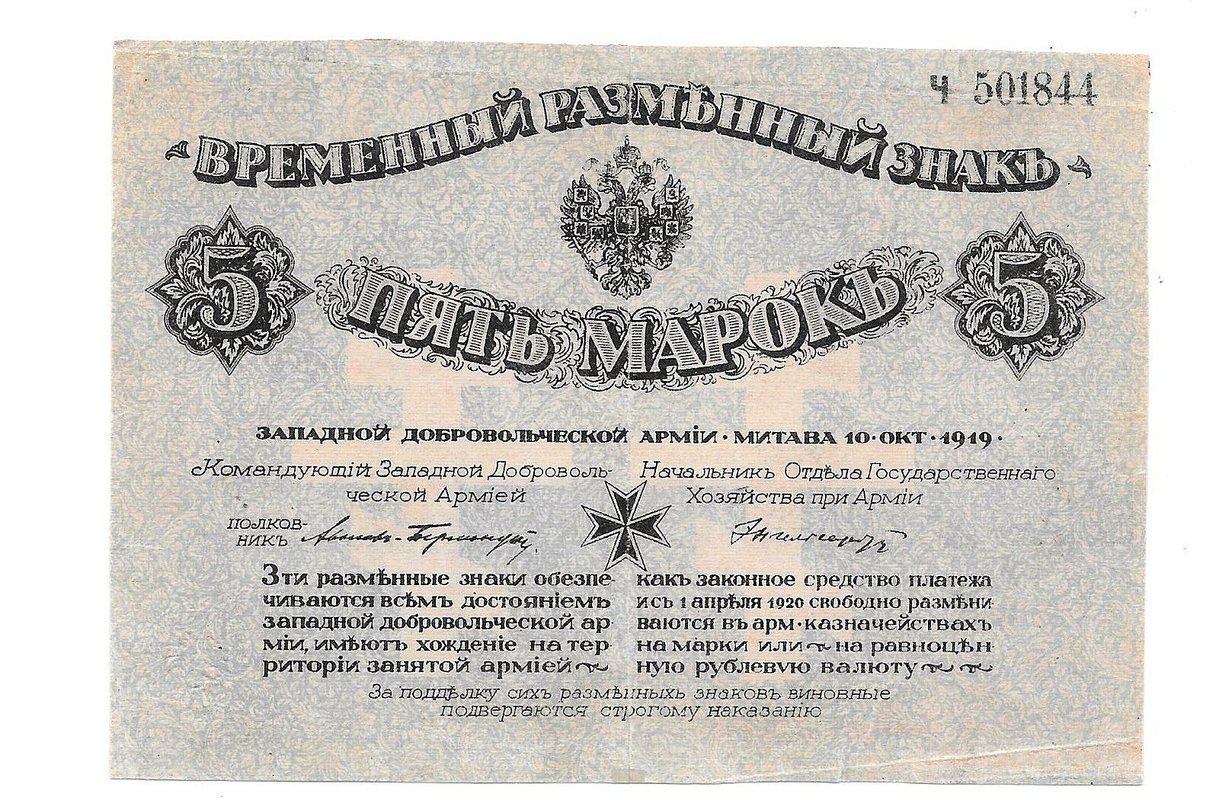 Ч 501844
ВРЕМЕННЫЙ РАЗМѢННЫЙ ЗНАКЪ
5 5
ПЯТЬ МАРОКЪ
ЗАПАДНОЙ ДОБРОВОЛЬЧЕСКОЙ АРМІИ · МИТАВА 10 · ОКТ · 1919 ·
Командующій Западной Доброволь-
ческой Арміей
полков-
никъ
Начальникъ Отдѣла Государственнаго
Хозяйства при Арміи
Эти размѣнные знаки обезпе-
чиваются всѣмъ достояніемъ
западной добровольческой ар
міи, имѣютъ хожденіе на тер
риторіи занятой арміей
какъ законное средство платежа
и съ 1 апрѣля 1920 свободно размѣни
ваются въ арм · казначействахъ
на марки или на равноцѣн
ную рублевую валюту
За поддѣлку сихъ размѣнныхъ знаковъ виновные
подвергаются строгому наказанію